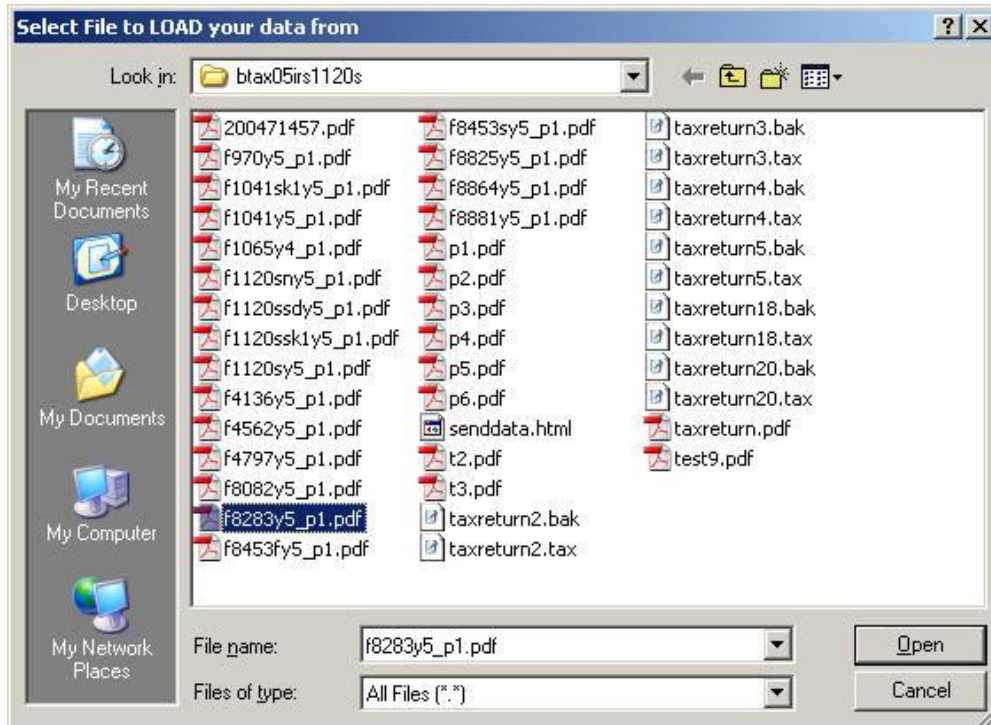 Select File to LOAD your data from
Look in: btax05irs1120s
My Recent
Documents
Desktop
My Documents
My Computer
My Network
Places
200471457.pdf
f970y5_p1.pdf
f1041sk1y5_p1.pdf
f1041y5_p1.pdf
f1065y4_p1.pdf
f1120sny5_p1.pdf
f1120ssdy5_p1.pdf
f1120ssk1y5_p1.pdf
f1120sy5_p1.pdf
f4136y5_p1.pdf
f4562y5_p1.pdf
f4797y5_p1.pdf
f8082y5_p1.pdf
f8283y5_p1.pdf
f8453fy5_p1.pdf
f8453sy5_p1.pdf
f8825y5_p1.pdf
f8864y5_p1.pdf
f8881y5_p1.pdf
p1.pdf
p2.pdf
p3.pdf
p4.pdf
p5.pdf
p6.pdf
senddata.html
t2.pdf
t3.pdf
taxreturn2.bak
taxreturn2.tax
taxreturn3.bak
taxreturn3.tax
taxreturn4.bak
taxreturn4.tax
taxreturn5.bak
taxreturn5.tax
taxreturn18.bak
taxreturn18.tax
taxreturn20.bak
taxreturn20.tax
taxreturn.pdf
test9.pdf
File name: f8283y5_p1.pdf Open
Files of type: All Files (*.*) Cancel